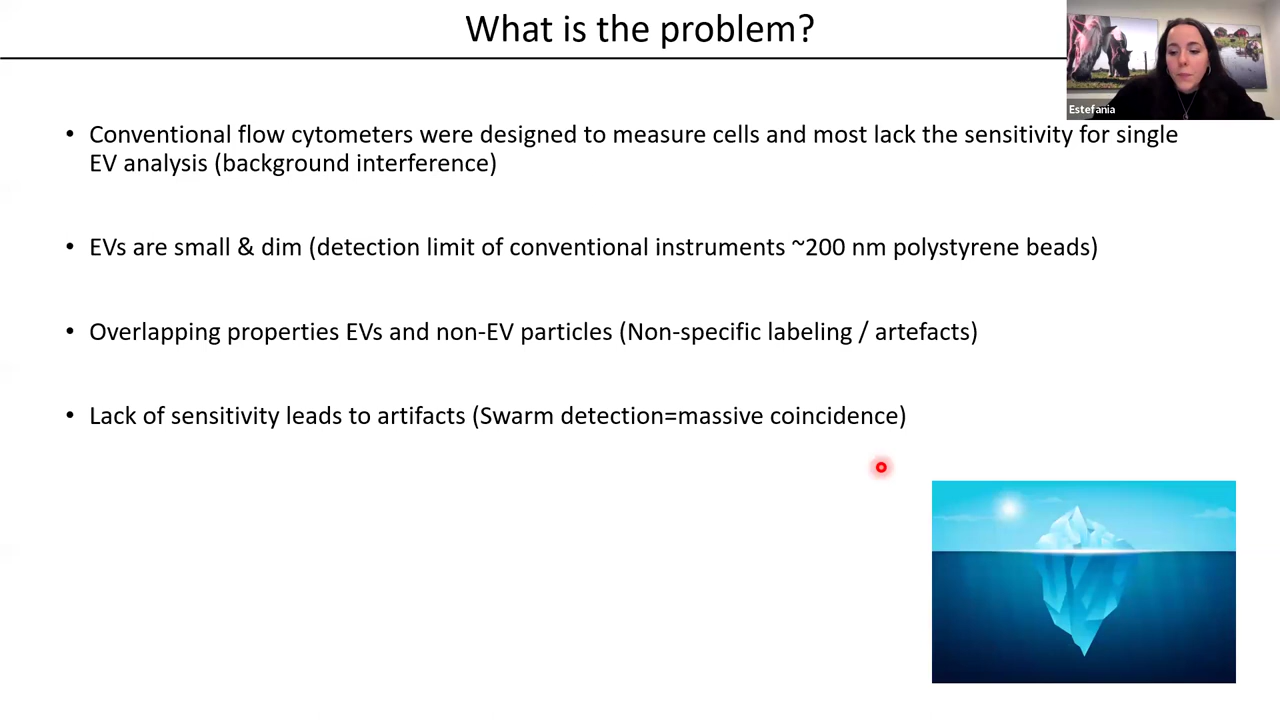 What is the problem?
Estefania
• Conventional flow cytometers were designed to measure cells and most lack the sensitivity for single
EV analysis (background interference)
• EVs are small & dim (detection limit of conventional instruments ~200 nm polystyrene beads)
• Overlapping properties EVs and non-EV particles (Non-specific labeling / artefacts)
• Lack of sensitivity leads to artifacts (Swarm detection=massive coincidence)